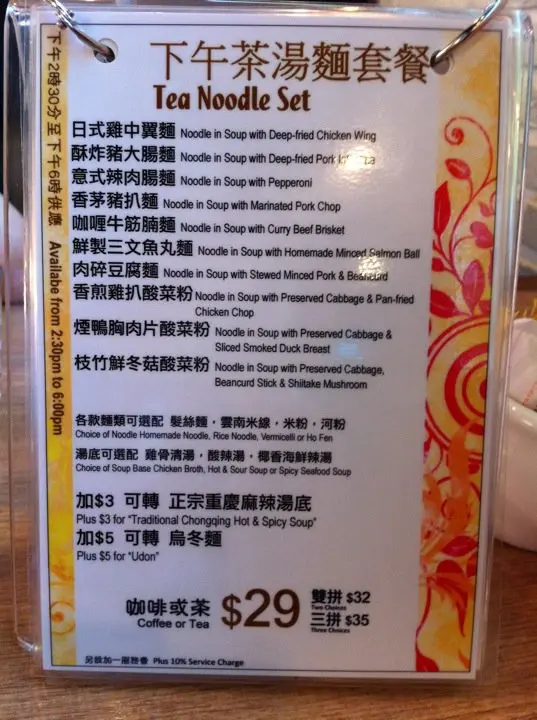 下午茶湯麵套餐
Tea Noodle Set
下午2時30分至下午6時供應 Availabe from 2:30pm to 6:00pm
日式雞中翼麵 Noodle in Soup with Deep-fried Chicken Wing
酥炸豬大腸麵 Noodle in Soup with Deep-fried Pork
意式辣肉腸麵 Noodle in Soup with Pepperoni
香茅豬扒麵 Noodle in Soup with Marinated Pork Chop
咖喱牛筋腩麵 Noodle in Soup with Curry Beef Brisket
鮮製三文魚丸麵 Noodle in Soup with Homemade Minced Salmon Ball
肉碎豆腐麵 Noodle in Soup with Stewed Minced Pork & Beancurd
香煎雞扒酸菜粉 Noodle in Soup with Preserved Cabbage & Pan-fried
Chicken Chop
煙鴨胸肉片酸菜粉 Noodle in Soup with Preserved Cabbage &
Sliced Smoked Duck Breast
枝竹鮮冬菇酸菜粉 Noodle in Soup with Preserved Cabbage,
Beancurd Stick & Shiitake Mushroom
各款麵類可選配 髮絲麵，雲南米線，米粉，河粉
Choice of Noodle Homemade Noodle, Rice Noodle, Vermicelli or Ho Fen
湯底可選配 雞骨清湯，酸辣湯，椰香海鮮辣湯
Choice of Soup Base Chicken Broth, Hot & Sour Soup or Spicy Seafood Soup
加$3 可轉 正宗重慶麻辣湯底
Plus $3 for "Traditional Chongqing Hot & Spicy Soup"
加$5 可轉 烏冬麵
Plus $5 for "Udon"
咖啡或茶 $29 雙拼 $32
Coffee or Tea Two Choices
三拼 $35
Three Choices
另設加一服務費 Plus 10% Service Charge